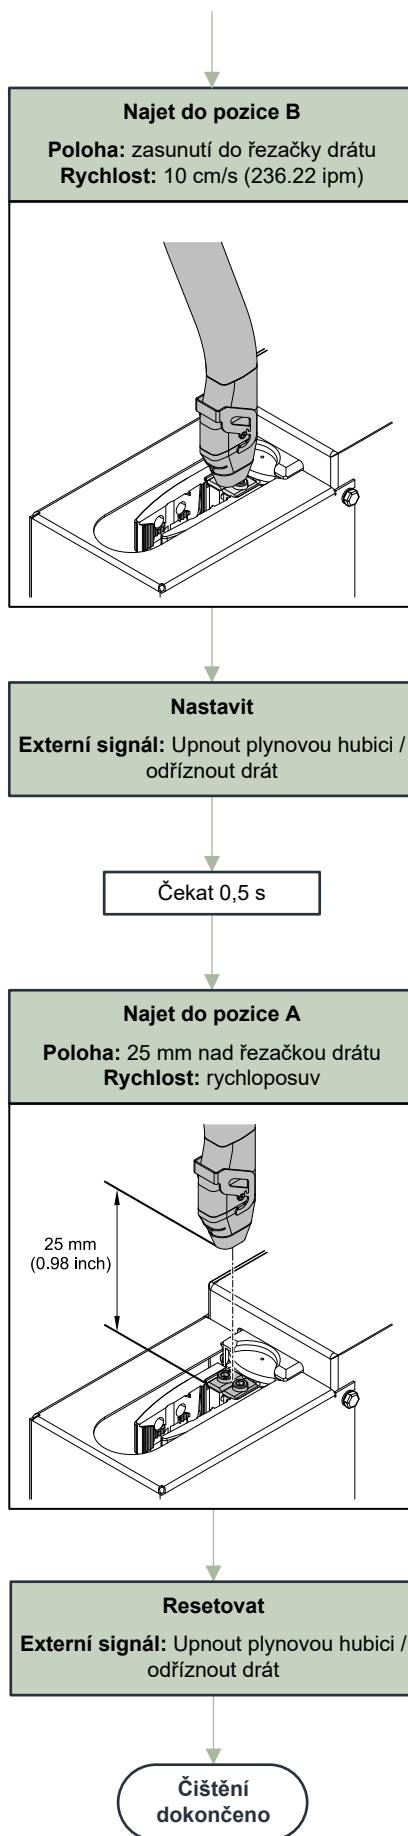 Najet do pozice B
Poloha: zasunutí do řezačky drátu
Rychlost: 10 cm/s (236.22 ipm)
Nastavit
Externí signál: Upnout plynovou hubici /
odříznout drát
Čekat 0,5 s
Najet do pozice A
Poloha: 25 mm nad řezačkou drátu
Rychlost: rychloposuv
25 mm
(0.98 inch)
Resetovat
Externí signál: Upnout plynovou hubici /
odříznout drát
Čištění
dokončeno